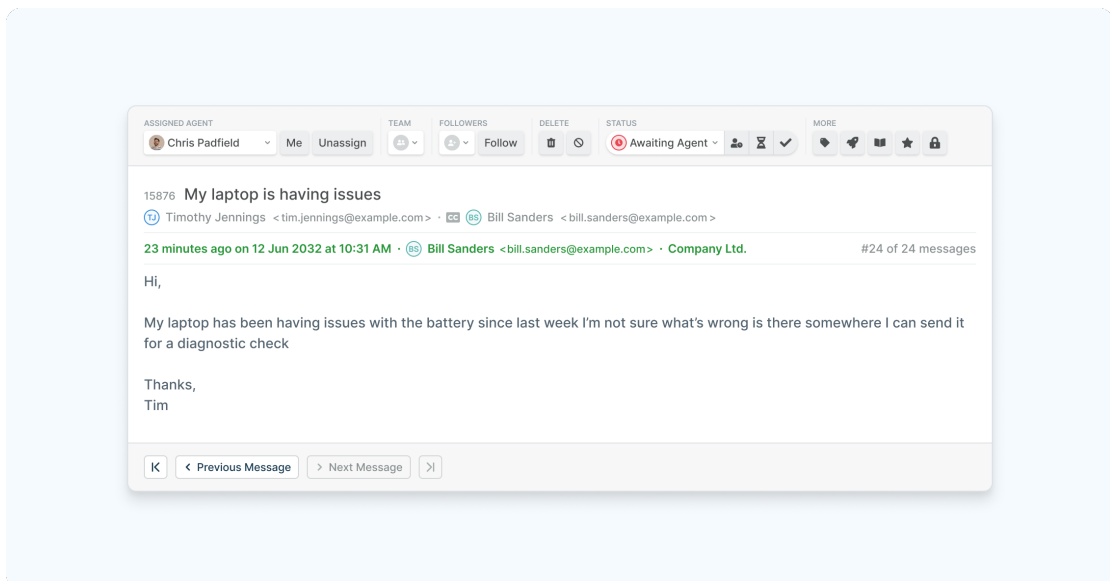 ASSIGNED AGENT
Chris Padfield
Me
Unassign
TEAM
FOLLOWERS
Follow
DELETE
STATUS
Awaiting Agent
MORE
15876 My laptop is having issues
TJ Timothy Jennings <tim.jennings@example.com> · CC BS Bill Sanders <bill.sanders@example.com>
23 minutes ago on 12 Jun 2032 at 10:31 AM · BS Bill Sanders <bill.sanders@example.com> · Company Ltd. #24 of 24 messages
Hi,
My laptop has been having issues with the battery since last week I’m not sure what’s wrong is there somewhere I can send it
for a diagnostic check
Thanks,
Tim
Previous Message
Next Message